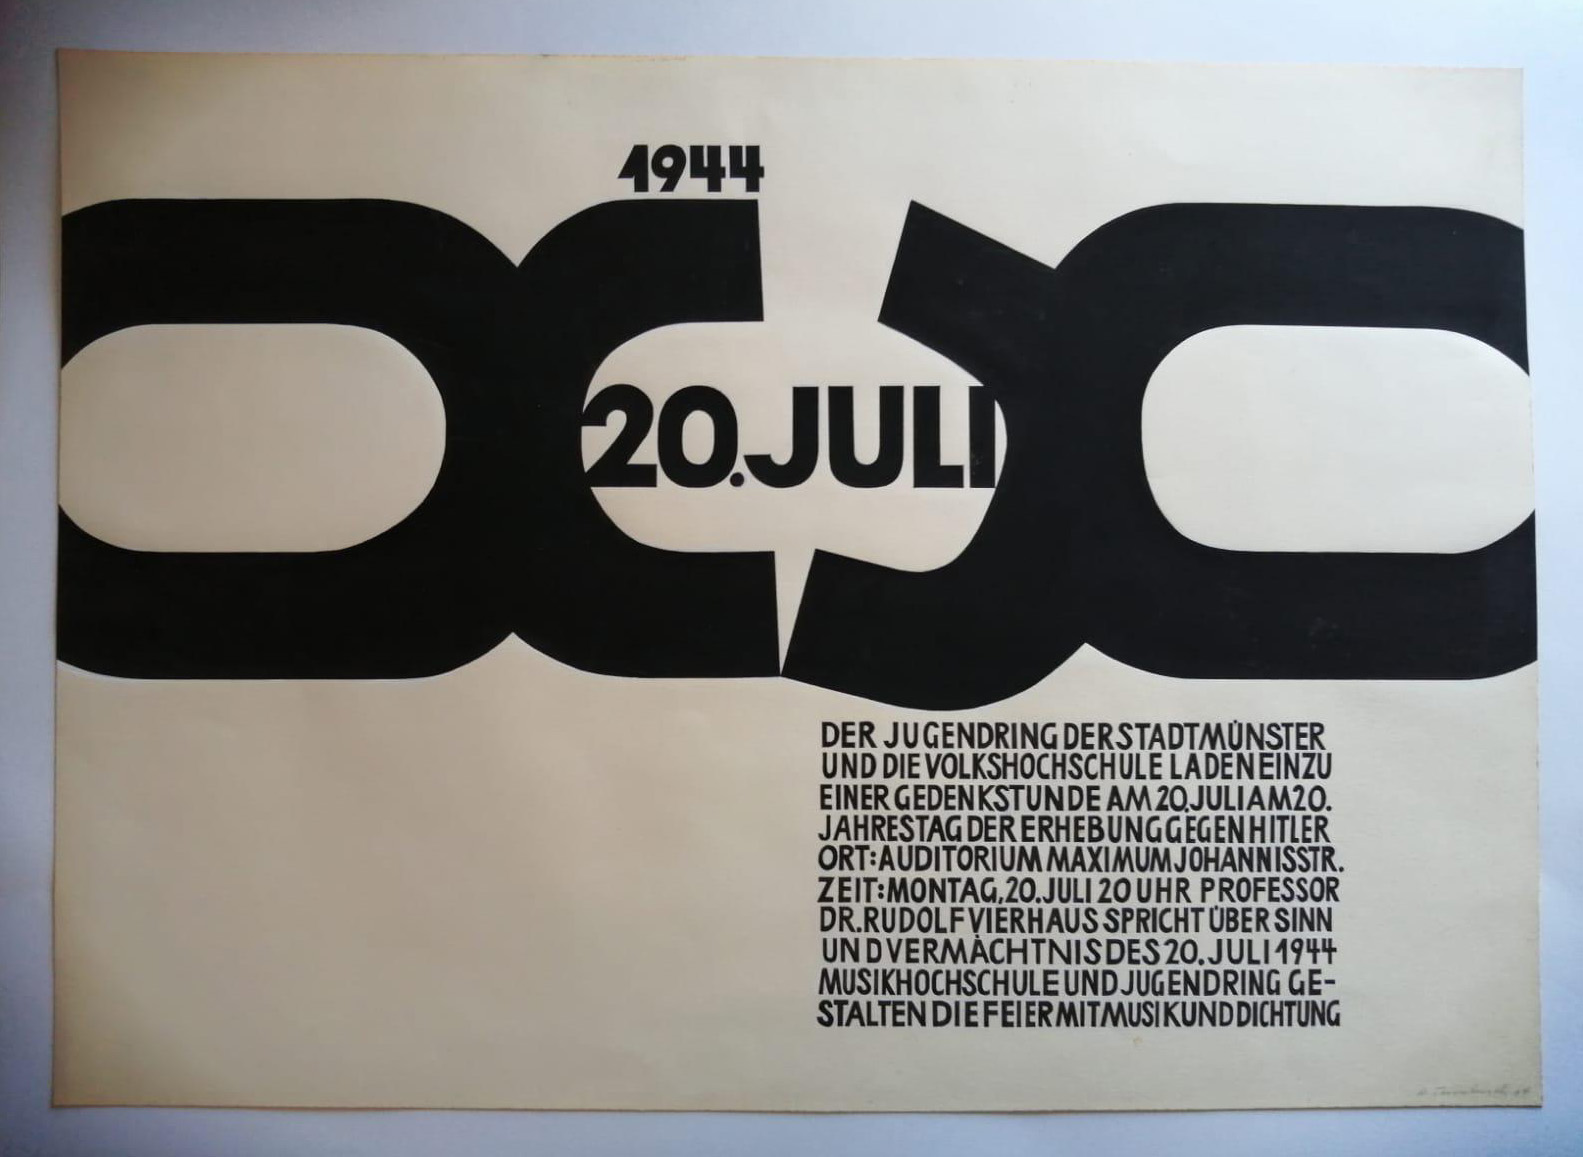 1944
20. JULI
DER JUGENDRING DER STADT MÜNSTER
UND DIE VOLKSHOCHSCHULE LADEN EIN ZU
EINER GEDENKSTUNDE AM 20. JULI AM 20.
JAHRESTAG DER ERHEBUNG GEGEN HITLER
ORT: AUDITORIUM MAXIMUM JOHANNISSTR.
ZEIT: MONTAG, 20. JULI 20 UHR PROFESSOR
DR. RUDOLF VIERHAUS SPRICHT ÜBER SINN
UND VERMÄCHTNIS DES 20. JULI 1944
MUSIKHOCHSCHULE UND JUGENDRING GE-
STALTEN DIE FEIER MIT MUSIK UND DICHTUNG